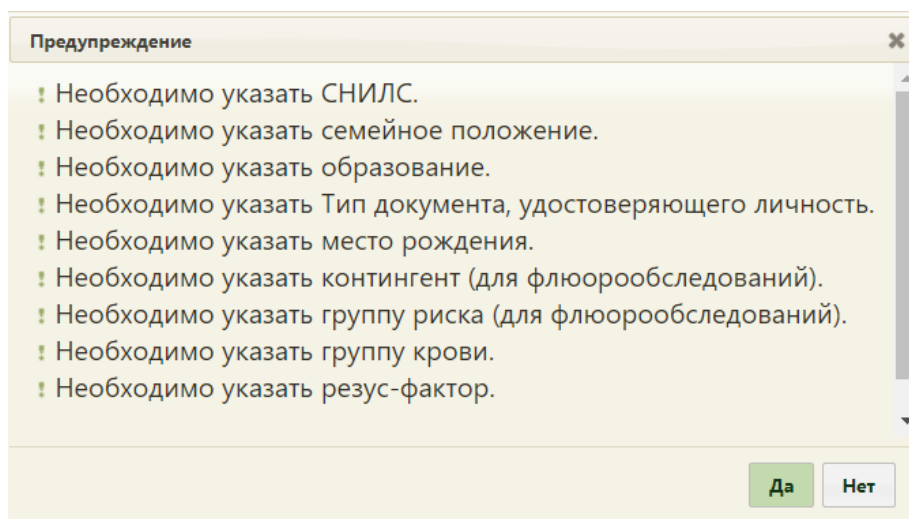 Предупреждение
Необходимо указать СНИЛС.
Необходимо указать семейное положение.
Необходимо указать образование.
Необходимо указать Тип документа, удостоверяющего личность.
Необходимо указать место рождения.
Необходимо указать контингент (для флюорообследований).
Необходимо указать группу риска (для флюорообследований).
Необходимо указать группу крови.
Необходимо указать резус-фактор.
Да Нет